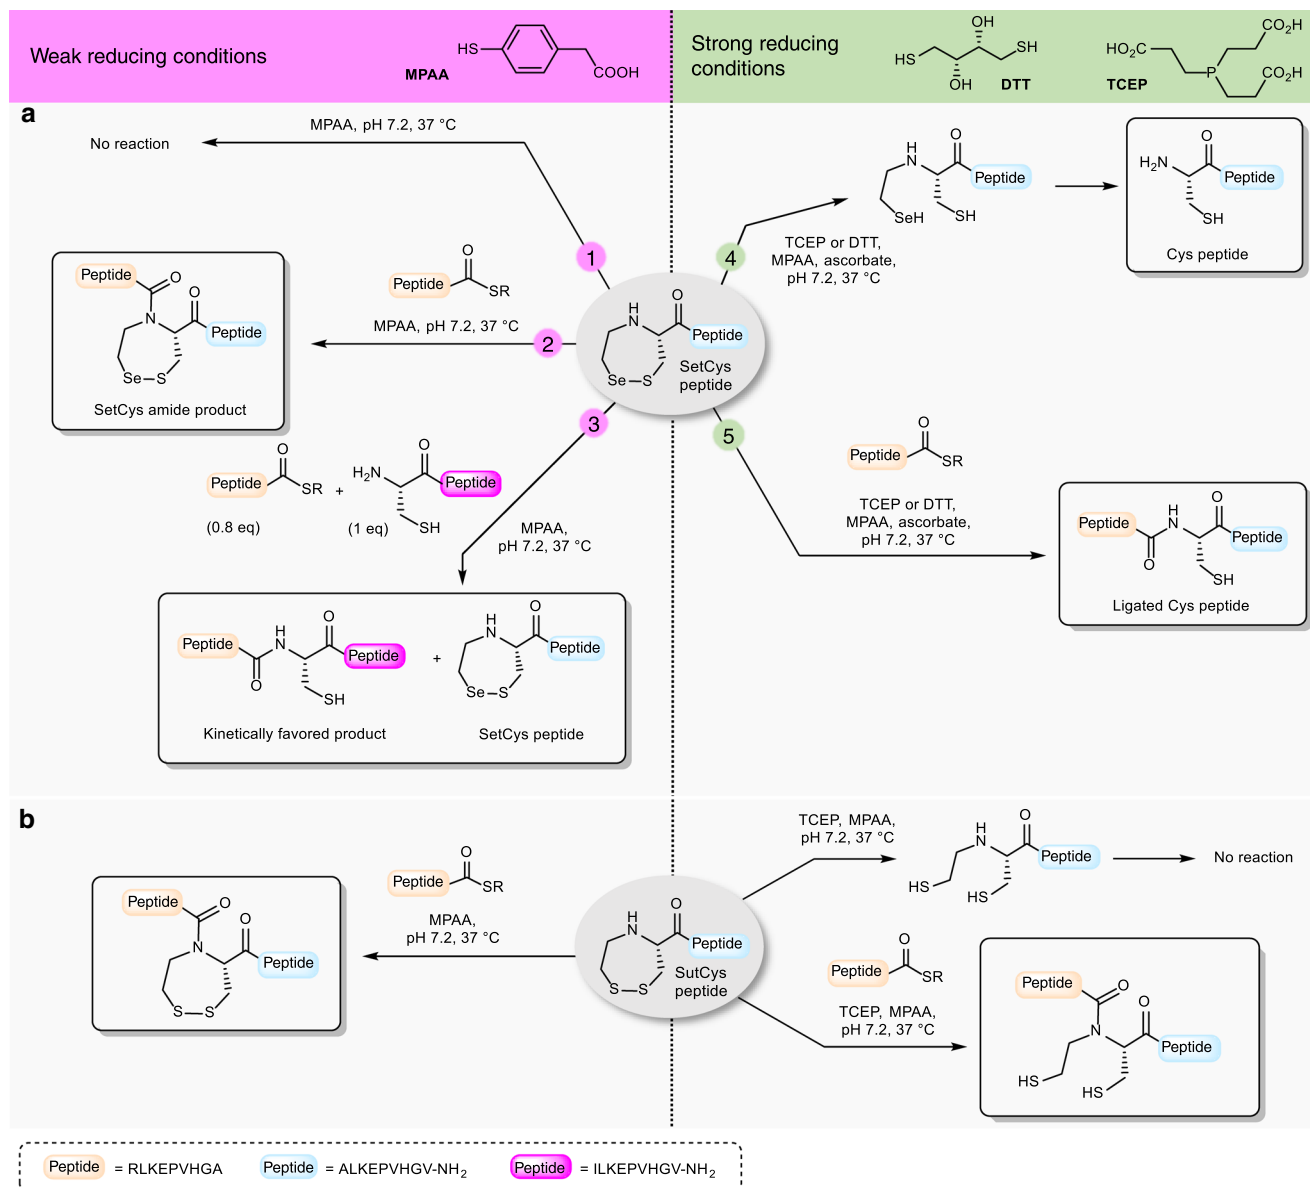 Weak reducing conditions
HS
COOH
MPAA
Strong reducing
conditions
OH
HS
SH
OH
DTT
CO2H
HO2C
P
CO2H
TCEP
a
No reaction
MPAA, pH 7.2, 37 °C
1
Peptide
O
SR
MPAA, pH 7.2, 37 °C
2
Peptide
O
N
O
Peptide
Se
S
SetCys amide product
H
N
O
Peptide
Se
S
SetCys
peptide
3
Peptide
O
SR
(0.8 eq)
+
H2N
O
Peptide
SH
(1 eq)
MPAA,
pH 7.2, 37 °C
Peptide
O
H
N
O
Peptide
SH
Kinetically favored product
+
H
N
O
Peptide
Se
S
SetCys peptide
4
TCEP or DTT,
MPAA, ascorbate,
pH 7.2, 37 °C
H
N
O
Peptide
SeH
SH
H2N
O
Peptide
SH
Cys peptide
5
Peptide
O
SR
TCEP or DTT,
MPAA, ascorbate,
pH 7.2, 37 °C
Peptide
O
H
N
O
Peptide
SH
Ligated Cys peptide
b
Peptide
O
SR
MPAA,
pH 7.2, 37 °C
Peptide
O
N
O
Peptide
S
S
H
N
O
Peptide
S
S
SutCys
peptide
TCEP, MPAA,
pH 7.2, 37 °C
H
N
O
Peptide
HS
HS
No reaction
Peptide
O
SR
TCEP, MPAA,
pH 7.2, 37 °C
Peptide
O
N
O
Peptide
HS
HS
Peptide = RLKEPVHGA
Peptide = ALKEPVHGV-NH2
Peptide = ILKEPVHGV-NH2